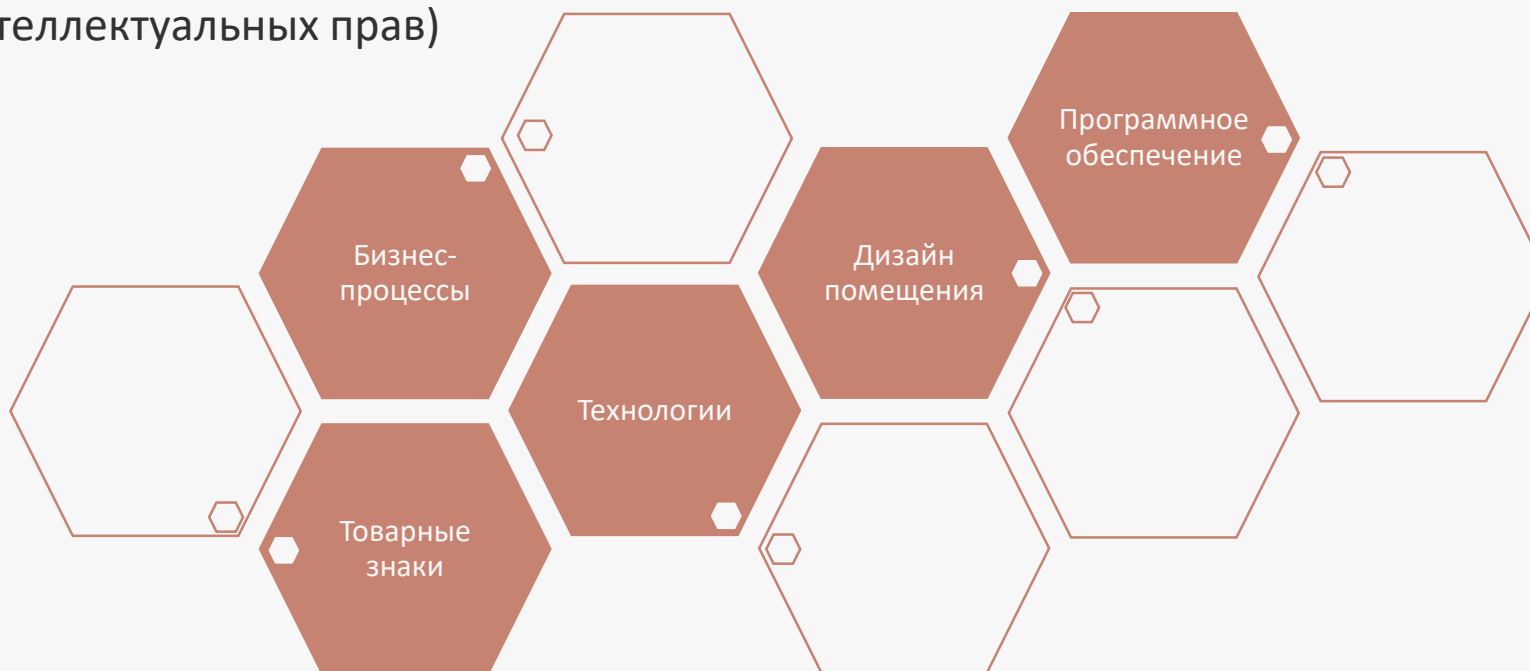 теллектуальных прав)
Программное
обеспечение
Бизнес-
процессы
Дизайн
помещения
Технологии
Товарные
знаки